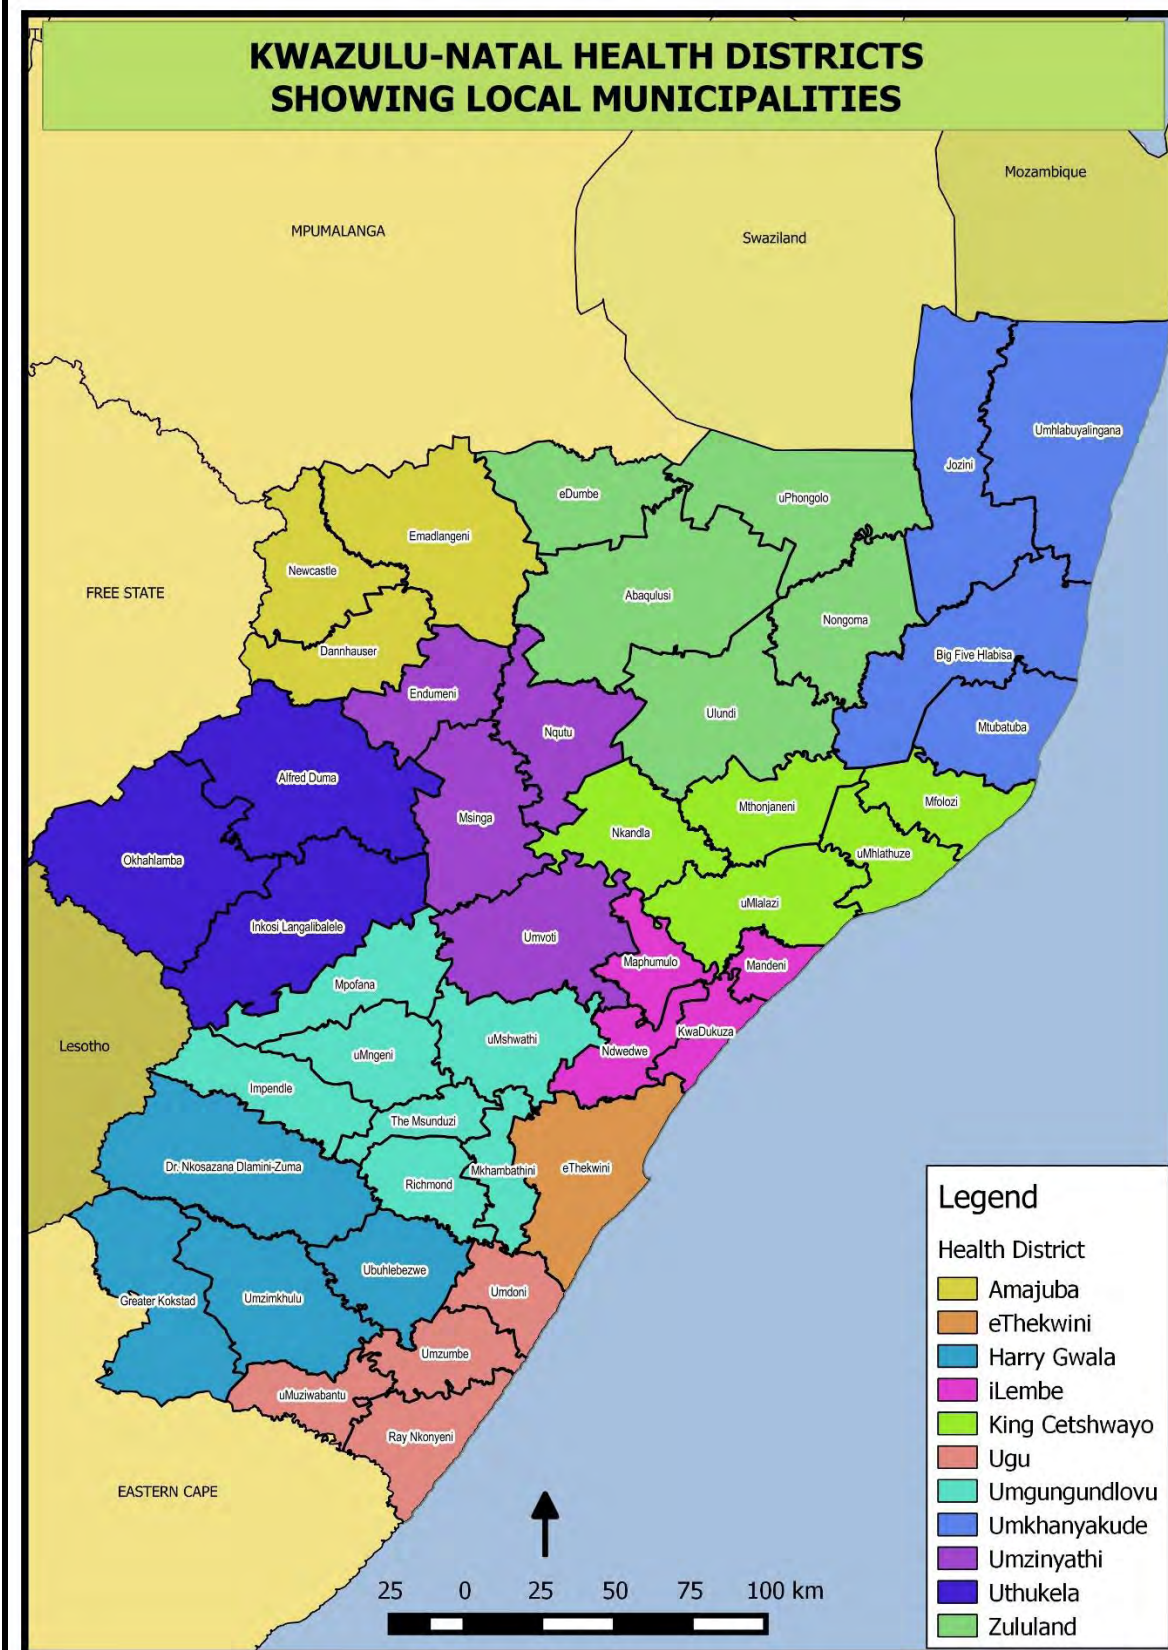 KWAZULU-NATAL HEALTH DISTRICTS
SHOWING LOCAL MUNICIPALITIES
Mozambique
MPUMALANGA
Swaziland
Umhlabuyalingana
Jozini
eDumbe
uPhongolo
Emadlangeni
Newcastle
FREE STATE
Abaqulusi
Nongoma
Dannhauser
Big Five Hlabisa
Endumeni
Ulundi
Mtubatuba
Nqutu
Alfred Duma
Mthonjaneni
Mfolozi
Msinga
Nkandla
uMhlathuze
Okhahlamba
uMlalazi
Inkosi Langalibalele
Umvoti
Maphumulo
Mandeni
Mpofana
KwaDukuza
uMshwathi
Lesotho
uMngeni
Ndwedwe
Impendle
The Msunduzi
Dr. Nkosazana Dlamini-Zuma
Mkhambathini
eThekwini
Richmond
Ubuhlebezwe
Umdoni
Greater Kokstad
Umzimkhulu
Umzumbe
uMuziwabantu
Ray Nkonyeni
EASTERN CAPE
25 0 25 50 75 100 km
Legend
Health District
Amajuba
eThekwini
Harry Gwala
iLembe
King Cetshwayo
Ugu
Umgungundlovu
Umkhanyakude
Umzinyathi
Uthukela
Zululand